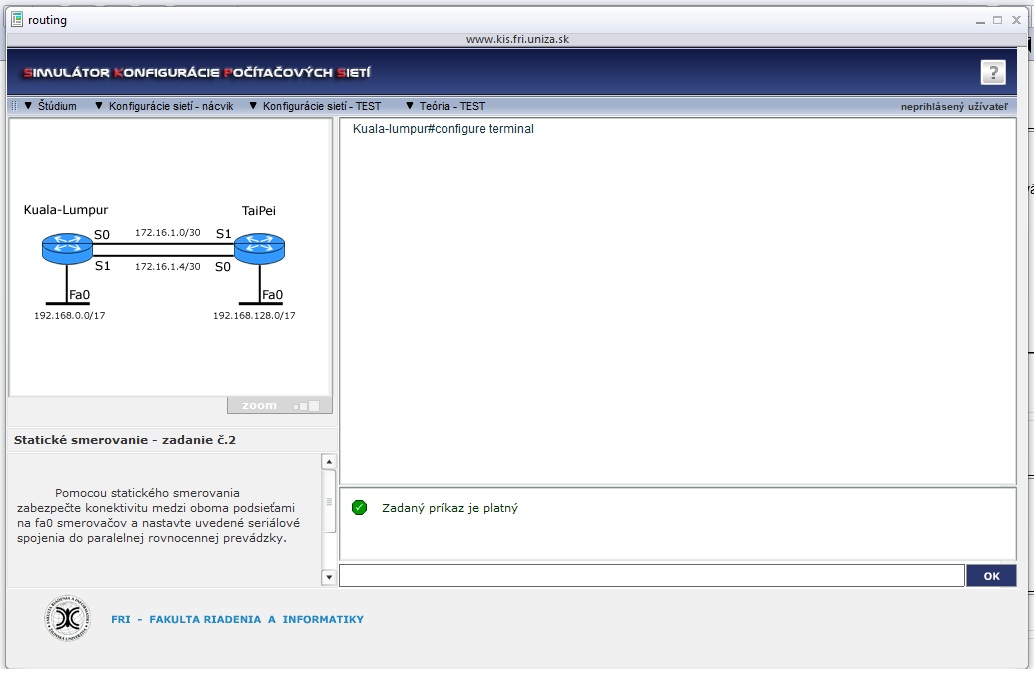 routing
www.kis.fri.uniza.sk
SIMULÁTOR KONFIGURÁCIE POČÍTAČOVÝCH SIETÍ
?
▼ Štúdium ▼ Konfigurácie sietí - nácvik ▼ Konfigurácie sietí - TEST ▼ Teória - TEST neprihlásený užívateľ
Kuala-lumpur#configure terminal
Kuala-Lumpur TaiPei
S0 172.16.1.0/30 S1
S1 172.16.1.4/30 S0
Fa0 Fa0
192.168.0.0/17 192.168.128.0/17
zoom
Statické smerovanie - zadanie č.2
Pomocou statického smerovania
zabezpečte konektivitu medzi oboma podsieťami
na fa0 smerovačov a nastavte uvedené seriálové
spojenia do paralelnej rovnocennej prevádzky.
Zadaný príkaz je platný
OK
FRI - FAKULTA RIADENIA A INFORMATIKY